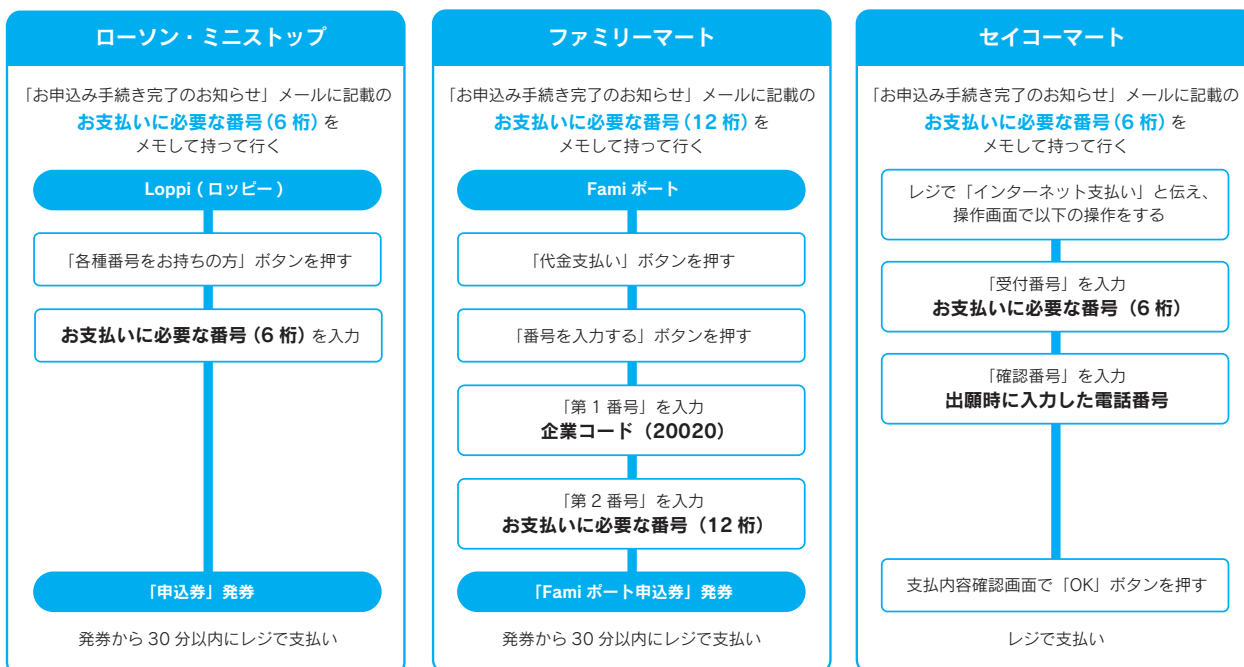 ローソン・ミニストップ
「お申込み手続き完了のお知らせ」メールに記載の
お支払いに必要な番号(6 桁) を
メモして持って行く
Loppi ( ロッピー )
「各種番号をお持ちの方」ボタンを押す
お支払いに必要な番号(6 桁) を入力
「申込券」発券
発券から 30 分以内にレジで支払い
ファミリーマート
「お申込み手続き完了のお知らせ」メールに記載の
お支払いに必要な番号(12 桁) を
メモして持って行く
Fami ポート
「代金支払い」ボタンを押す
「番号を入力する」ボタンを押す
「第 1 番号」を入力
企業コード（20020）
「第 2 番号」を入力
お支払いに必要な番号（12 桁）
「Fami ポート申込券」発券
発券から 30 分以内にレジで支払い
セイコーマート
「お申込み手続き完了のお知らせ」メールに記載の
お支払いに必要な番号(6 桁) を
メモして持って行く
レジで「インターネット支払い」と伝え、
操作画面で以下の操作をする
「受付番号」を入力
お支払いに必要な番号（6 桁）
「確認番号」を入力
出願時に入力した電話番号
支払内容確認画面で「OK」ボタンを押す
レジで支払い